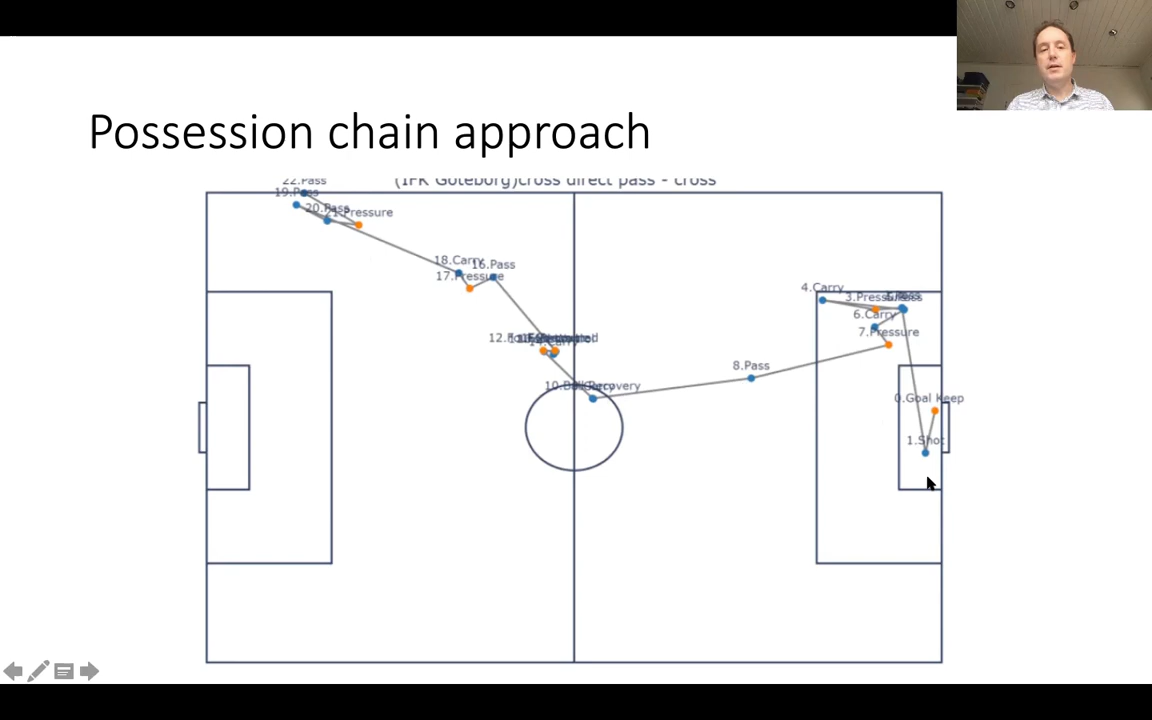 Possession chain approach
(IFK Goteborg)cross direct pass - cross
22.Pass
19.Pass
20.Pass
21.Pressure
18.Carry
16.Pass
17.Pressure
4.Carry
3.Pressure
6.Carry
7.Pressure
8.Pass
10.Ball Recovery
0.Goal Keep
1.Shot